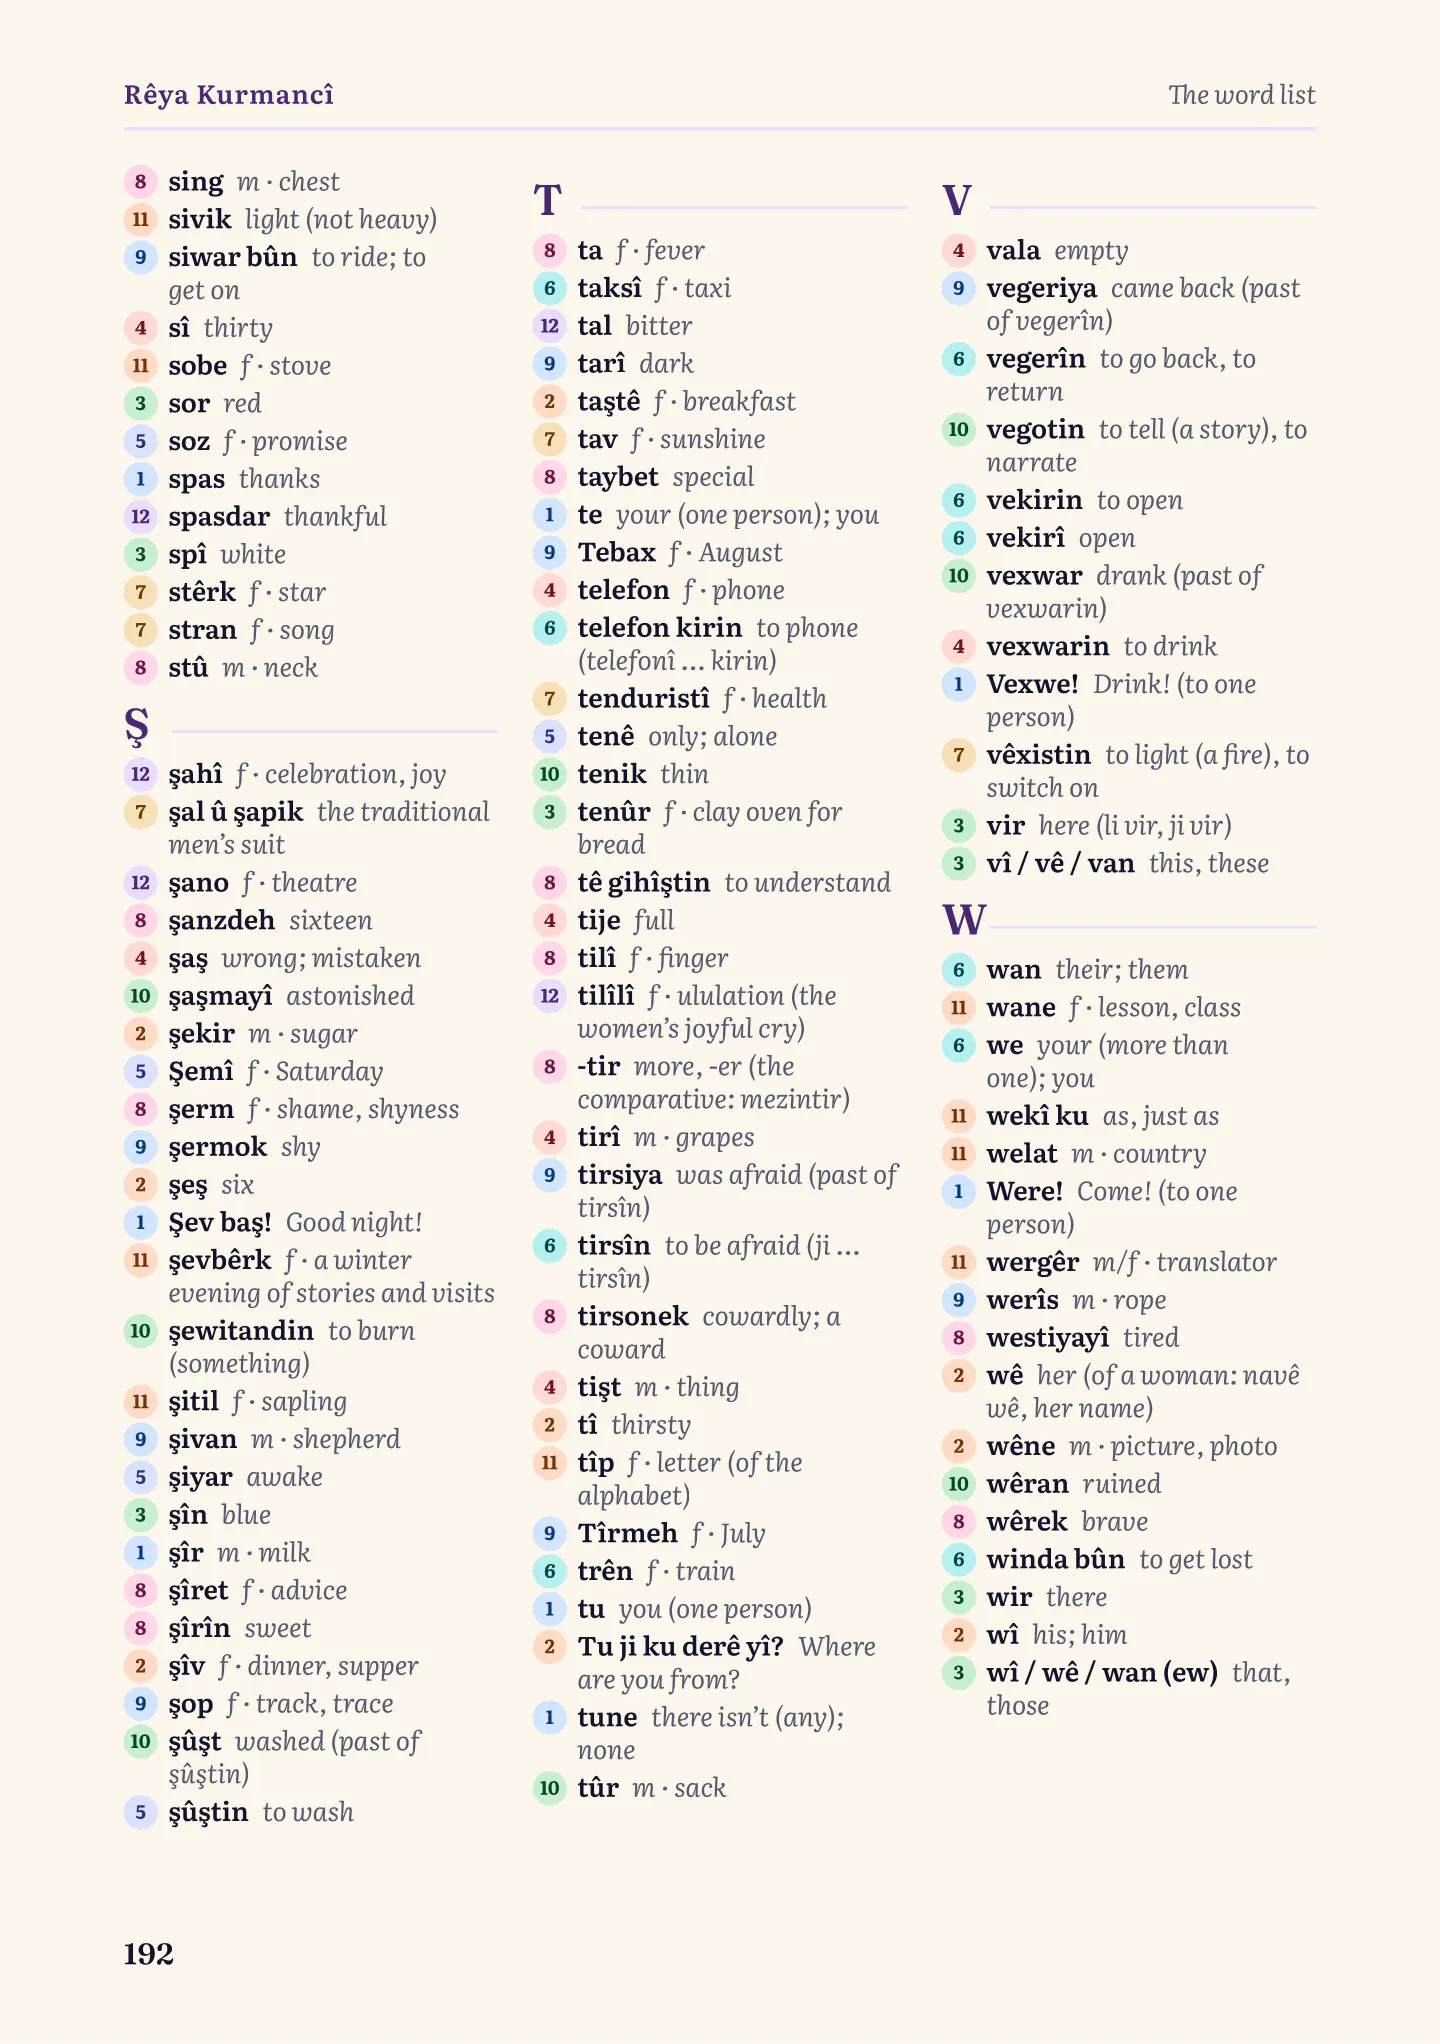 Rêya Kurmancî
The word list
8 sing m · chest
11 sivik light (not heavy)
9 siwar bûn to ride; to
get on
4 sî thirty
11 sobe f · stove
3 sor red
5 soz f · promise
1 spas thanks
12 spasdar thankful
3 spî white
7 stêrk f · star
7 stran f · song
8 stû m · neck
Ş
12 şahî f · celebration, joy
7 şal û şapik the traditional
men’s suit
12 şano f · theatre
8 şanzdeh sixteen
4 şaş wrong; mistaken
10 şaşmayî astonished
2 şekir m · sugar
5 Şemî f · Saturday
8 şerm f · shame, shyness
9 şermok shy
2 şeş six
1 Şev baş! Good night!
11 şevbêrk f · a winter
evening of stories and visits
10 şewitandin to burn
(something)
11 şitil f · sapling
9 şivan m · shepherd
5 şiyar awake
3 şîn blue
1 şîr m · milk
8 şîret f · advice
8 şîrîn sweet
2 şîv f · dinner, supper
9 şop f · track, trace
10 şûşt washed (past of
şûştin)
5 şûştin to wash
T
8 ta f · fever
6 taksî f · taxi
12 tal bitter
9 tarî dark
2 taştê f · breakfast
7 tav f · sunshine
8 taybet special
1 te your (one person); you
9 Tebax f · August
4 telefon f · phone
6 telefon kirin to phone
(telefonî … kirin)
7 tenduristî f · health
5 tenê only; alone
10 tenik thin
3 tenûr f · clay oven for
bread
8 tê gihîştin to understand
4 tije full
8 tilî f · finger
12 tilîlî f · ululation (the
women’s joyful cry)
8 -tir more, -er (the
comparative: mezintir)
4 tirî m · grapes
9 tirsiya was afraid (past of
tirsîn)
6 tirsîn to be afraid (ji …
tirsîn)
8 tirsonek cowardly; a
coward
4 tişt m · thing
2 tî thirsty
11 tîp f · letter (of the
alphabet)
9 Tîrmeh f · July
6 trên f · train
1 tu you (one person)
2 Tu ji ku derê yî? Where
are you from?
1 tune there isn’t (any);
none
10 tûr m · sack
V
4 vala empty
9 vegeriya came back (past
of vegerîn)
6 vegerîn to go back, to
return
10 vegotin to tell (a story), to
narrate
6 vekirin to open
6 vekirî open
10 vexwar drank (past of
vexwarin)
4 vexwarin to drink
1 Vexwe! Drink! (to one
person)
7 vêxistin to light (a fire), to
switch on
3 vir here (li vir, ji vir)
3 vî / vê / van this, these
W
6 wan their; them
11 wane f · lesson, class
6 we your (more than
one); you
11 wekî ku as, just as
11 welat m · country
1 Were! Come! (to one
person)
11 wergêr m/f · translator
9 werîs m · rope
8 westiyayî tired
2 wê her (of a woman: navê
wê, her name)
2 wêne m · picture, photo
10 wêran ruined
8 wêrek brave
6 winda bûn to get lost
3 wir there
2 wî his; him
3 wî / wê / wan (ew) that,
those
192